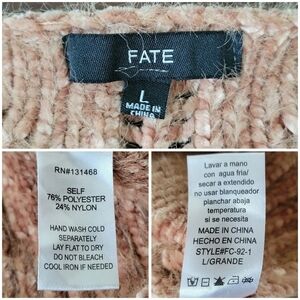 FATE
L
MADE IN
CHINA
RN#131468
SELF
76% POLYESTER
24% NYLON
HAND WASH COLD
SEPARATELY
LAY FLAT TO DRY
DO NOT BLEACH
COOL IRON IF NEEDED
Lavar a mano
con agua fria/
secar a extendido
no usar blanqueador
planchar abaja
temperatura
si se necesita
MADE IN CHINA
HECHO EN CHINA
STYLE#FC-92-1
L/GRANDE